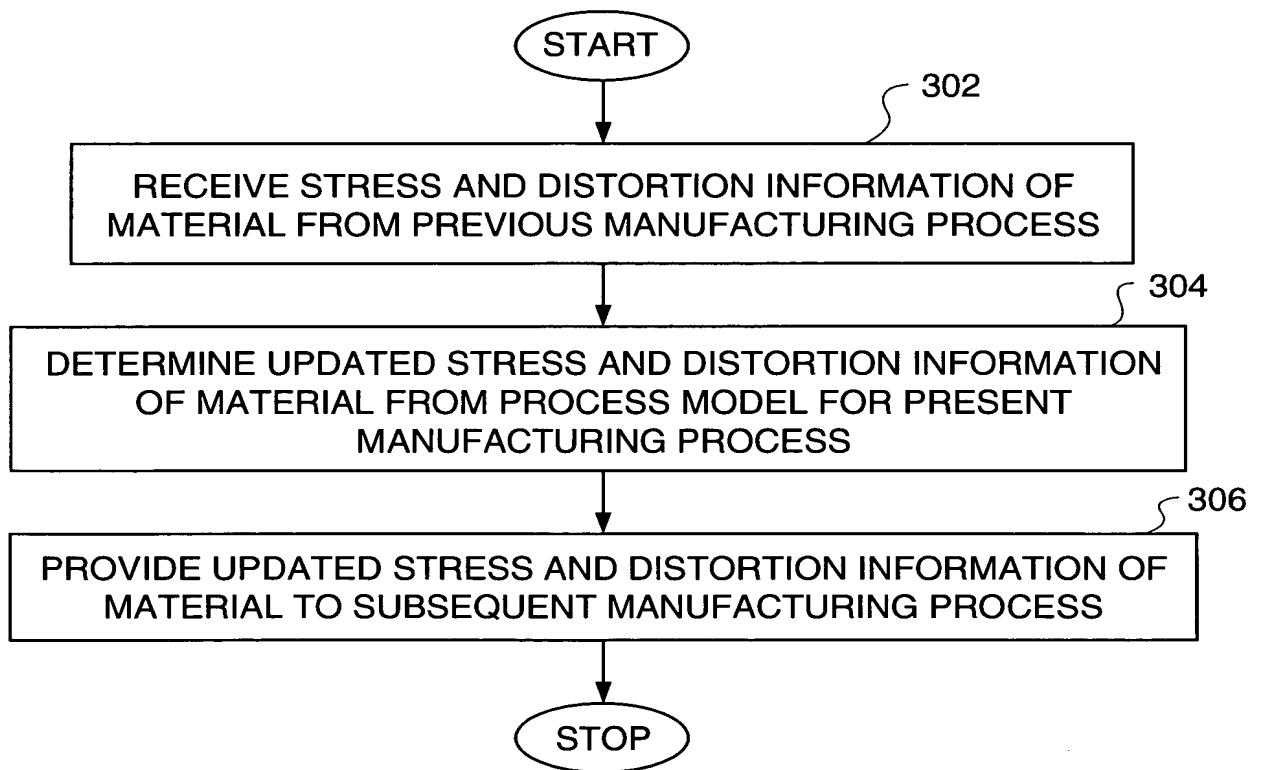 START
302
RECEIVE STRESS AND DISTORTION INFORMATION OF
MATERIAL FROM PREVIOUS MANUFACTURING PROCESS
304
DETERMINE UPDATED STRESS AND DISTORTION INFORMATION
OF MATERIAL FROM PROCESS MODEL FOR PRESENT
MANUFACTURING PROCESS
306
PROVIDE UPDATED STRESS AND DISTORTION INFORMATION OF
MATERIAL TO SUBSEQUENT MANUFACTURING PROCESS
STOP